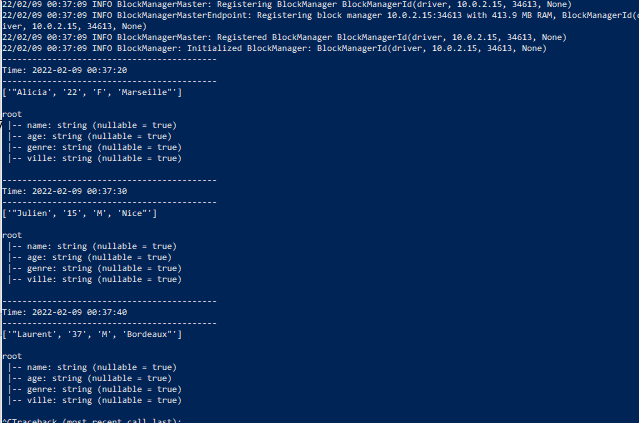 22/02/09 00:37:09 INFO BlockManagerMaster: Registering BlockManager BlockManagerId(driver, 10.0.2.15, 34613, None)
22/02/09 00:37:09 INFO BlockManagerMasterEndpoint: Registering block manager 10.0.2.15:34613 with 413.9 MB RAM, BlockManagerId(d
iver, 10.0.2.15, 34613, None)
22/02/09 00:37:09 INFO BlockManagerMaster: Registered BlockManager BlockManagerId(driver, 10.0.2.15, 34613, None)
22/02/09 00:37:09 INFO BlockManager: Initialized BlockManager: BlockManagerId(driver, 10.0.2.15, 34613, None)
-------------------------------------------
Time: 2022-02-09 00:37:20
-------------------------------------------
['"Alicia', '22', 'F', 'Marseille"']
root
|-- name: string (nullable = true)
|-- age: string (nullable = true)
|-- genre: string (nullable = true)
|-- ville: string (nullable = true)
-------------------------------------------
Time: 2022-02-09 00:37:30
-------------------------------------------
['"Julien', '15', 'M', 'Nice"']
root
|-- name: string (nullable = true)
|-- age: string (nullable = true)
|-- genre: string (nullable = true)
|-- ville: string (nullable = true)
-------------------------------------------
Time: 2022-02-09 00:37:40
-------------------------------------------
['"Laurent', '37', 'M', 'Bordeaux"']
root
|-- name: string (nullable = true)
|-- age: string (nullable = true)
|-- genre: string (nullable = true)
|-- ville: string (nullable = true)
^CTraceback (most recent call last):